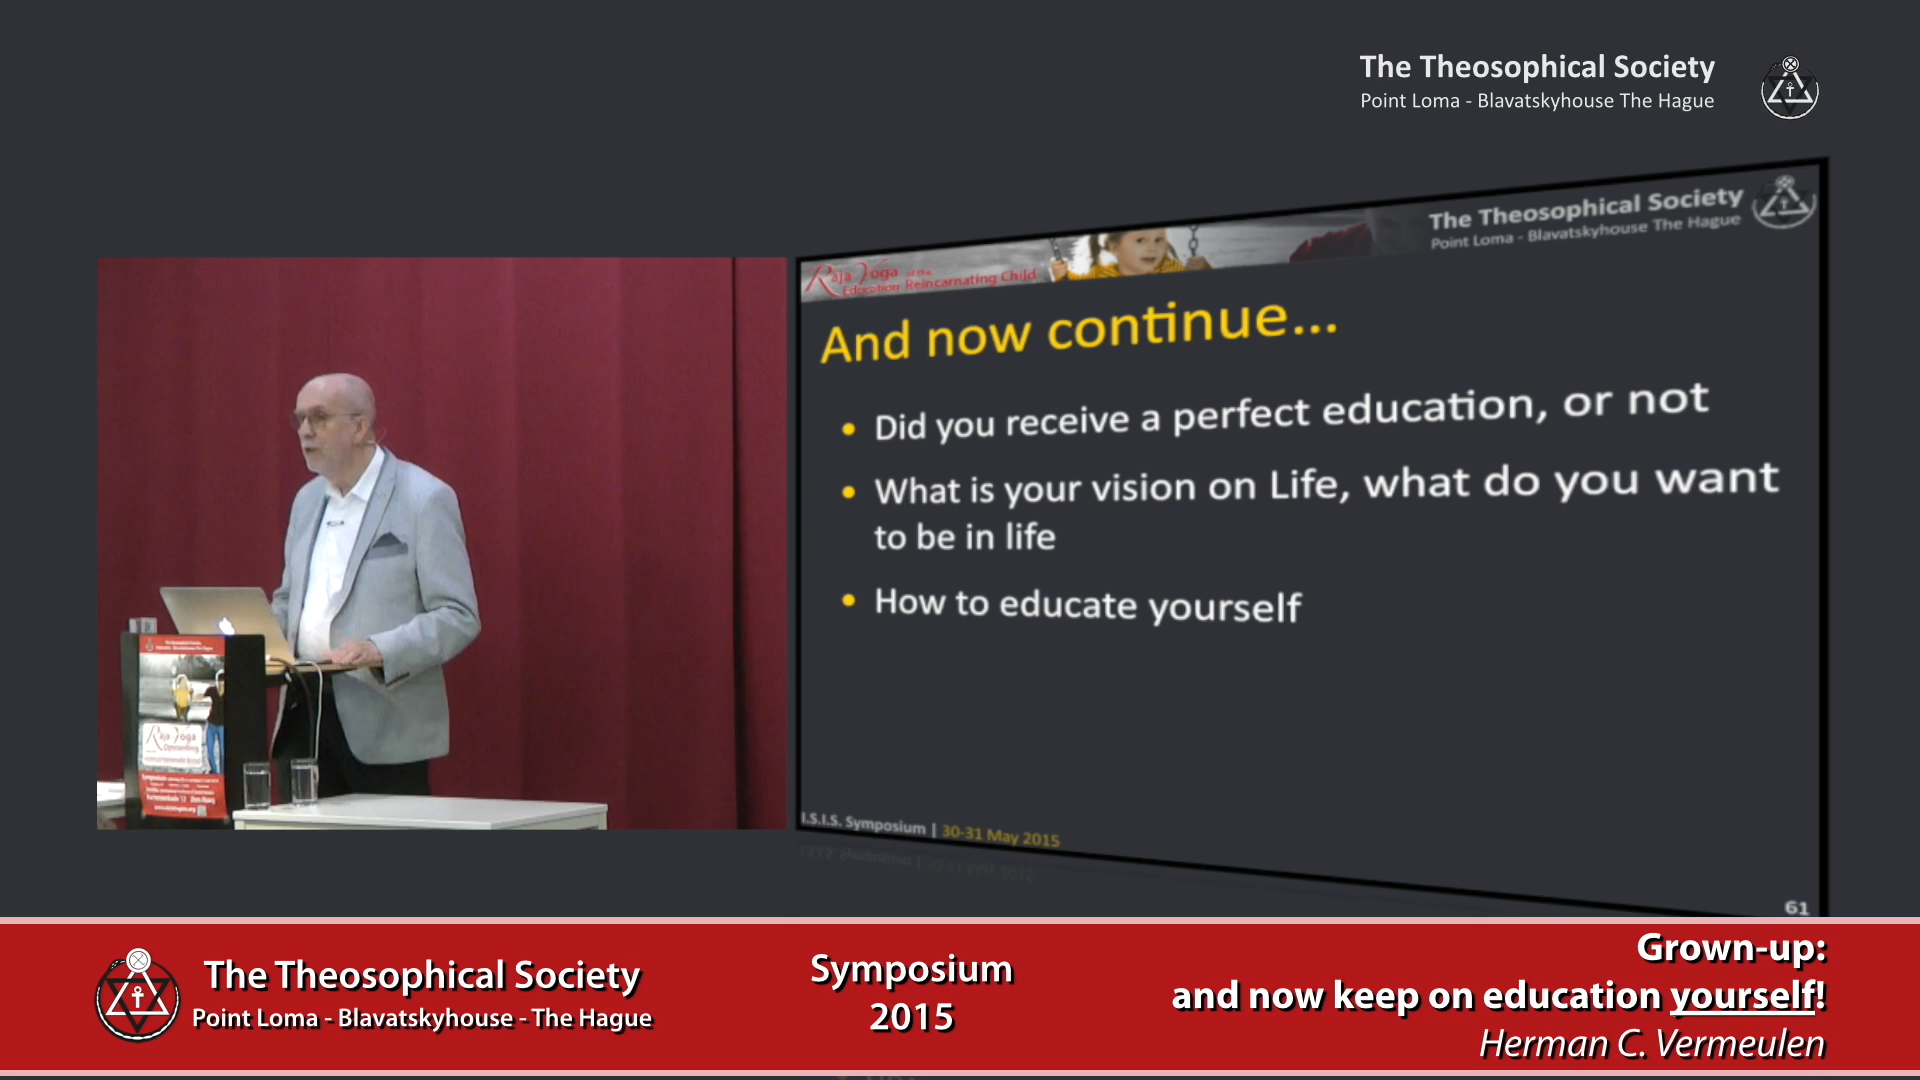 The Theosophical Society
Point Loma - Blavatskyhouse The Hague
The Theosophical Society
Point Loma - Blavatskyhouse The Hague
Rāja Yoga of the
Education Reincarnating Child
And now continue...
• Did you receive a perfect education, or not
• What is your vision on Life, what do you want
to be in life
• How to educate yourself
I.S.I.S. Symposium | 30-31 May 2015
61
Rāja Yoga
The Theosophical Society
Point Loma - Blavatskyhouse - The Hague
Symposium
2015
Grown-up:
and now keep on education yourself!
Herman C. Vermeulen